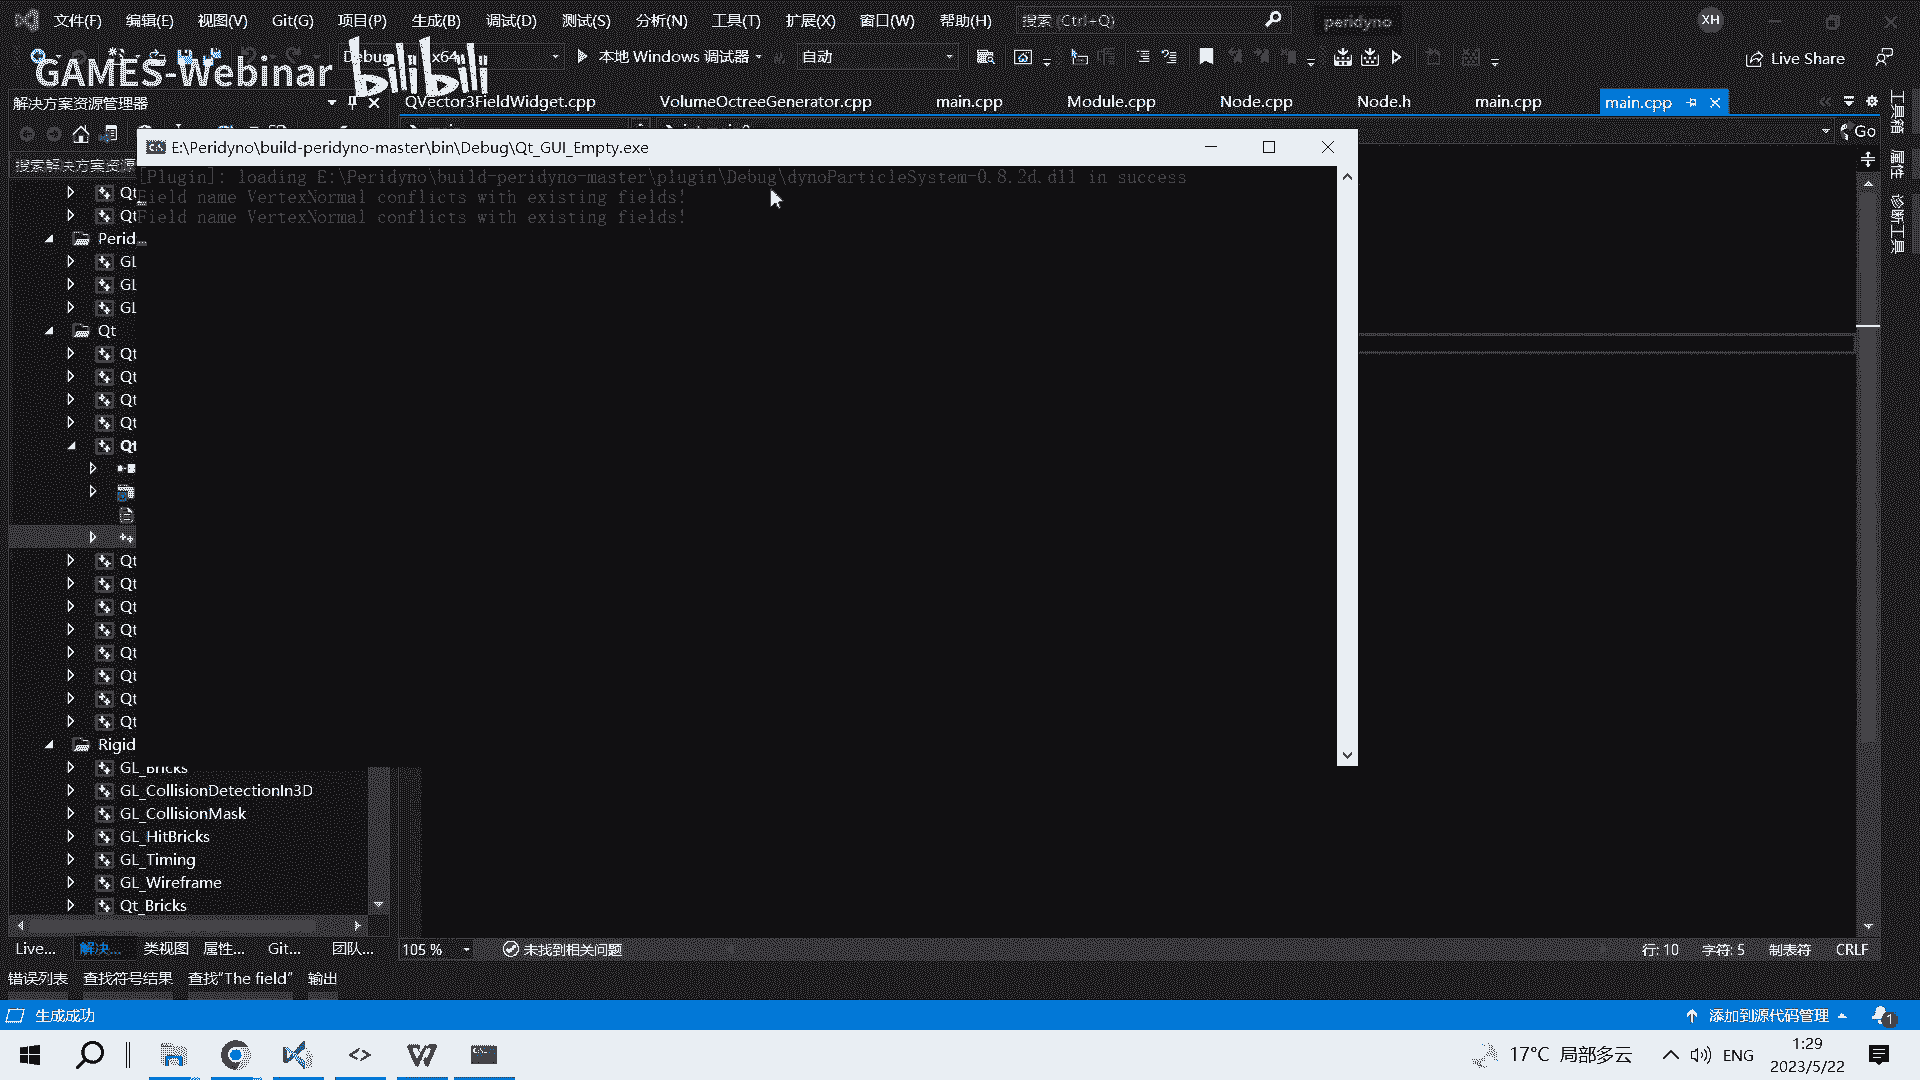 文件(F) 编辑(E) 视图(V) Git(G) 项目(P) 生成(B) 调试(D) 测试(S) 分析(N) 工具(T) 扩展(X) 窗口(W) 帮助(H) 搜索 (Ctrl+Q) peridyno XH
Debug x64 本地 Windows 调试器 自动 Live Share
GAMES-Webinar bilibili
解决方案资源管理器 QVector3FieldWidget.cpp VolumeOctreeGenerator.cpp main.cpp Module.cpp Node.cpp Node.h main.cpp main.cpp
工具箱
属性
诊断工具
Go
搜索解决方案资源
E:\Peridyno\build-peridyno-master\bin\Debug\Qt_GUI_Empty.exe
[Plugin]: loading E:\Peridyno\build-peridyno-master\plugin\Debug\dynoParticleSystem-0.8.2d.dll in success
Field name VertexNormal conflicts with existing fields!
Field name VertexNormal conflicts with existing fields!
Qt
Qt
Perid...
GL
GL
GL
Qt
Qt
Qt
Qt
Qt
Qt
Qt
Qt
Qt
Qt
Qt
Qt
Qt
Qt
Rigid
GL_Bricks
GL_CollisionDetectionIn3D
GL_CollisionMask
GL_HitBricks
GL_Timing
GL_Wireframe
Qt_Bricks
Live... 解决... 类视图 属性... Git... 团队... 105 % 未找到相关问题 行: 10 字符: 5 制表符 CRLF
错误列表 查找符号结果 查找"The field" 输出
生成成功 添加到源代码管理 1
17°C 局部多云 ENG 1:29
2023/5/22